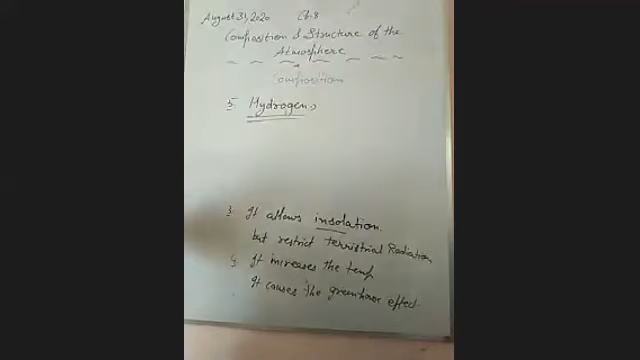 August 31, 2020 Ch.8
Composition & Structure of the
Atmosphere
Composition
5 Hydrogen
3. It allows insolation.
but restrict terristrial Radiation
4. It increases the temp
It causes the greenhouse effect